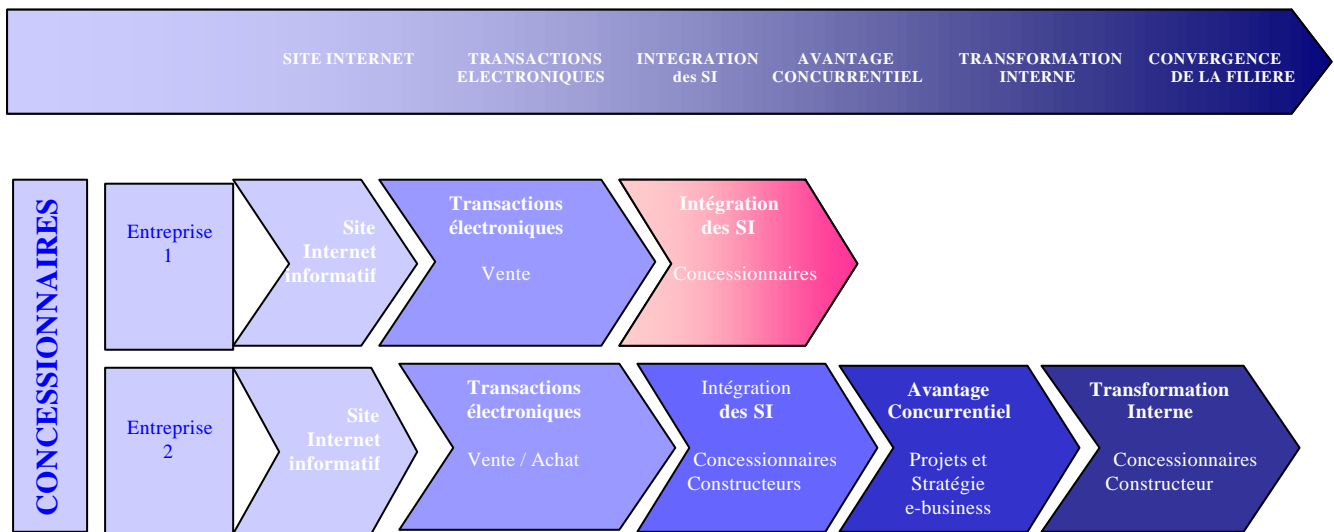 SITE INTERNET
TRANSACTIONS
ELECTRONIQUES
INTEGRATION
des SI
AVANTAGE
CONCURRENTIEL
TRANSFORMATION
INTERNE
CONVERGENCE
DE LA FILIERE
CONCESSIONNAIRES
Entreprise
1
Site
Internet
informatif
Transactions
électroniques
Vente
Intégration
des SI
Concessionnaires
Entreprise
2
Site
Internet
informatif
Transactions
électroniques
Vente / Achat
Intégration
des SI
Concessionnaires
Constructeurs
Avantage
Concurrentiel
Projets et
Stratégie
e-business
Transformation
Interne
Concessionnaires
Constructeur